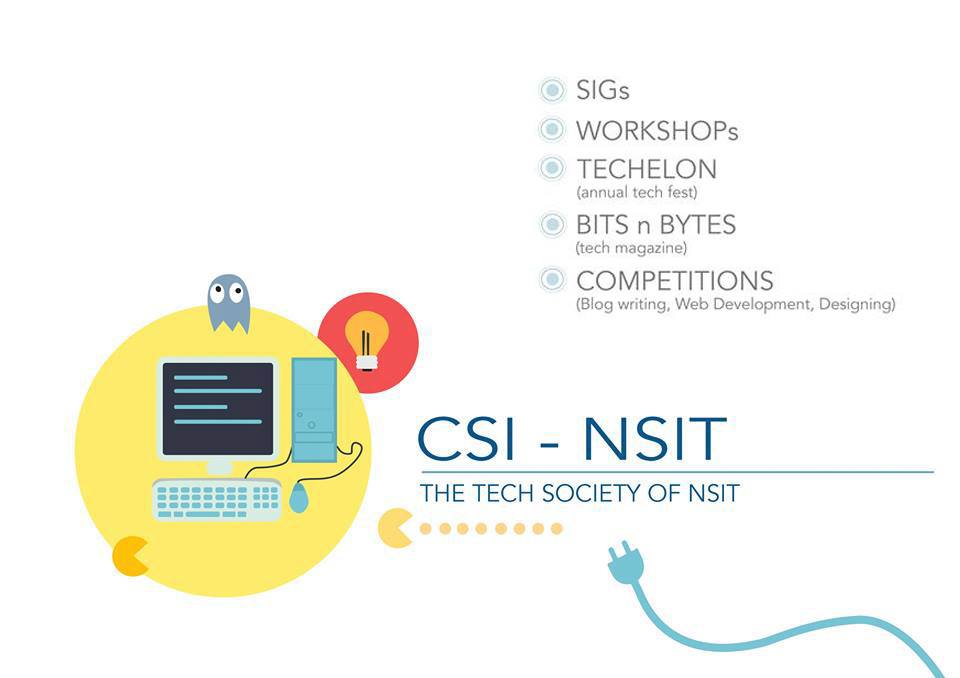 SIGs
WORKSHOPs
TECHELON
(annual tech fest)
BITS n BYTES
(tech magazine)
COMPETITIONS
(Blog writing, Web Development, Designing)
CSI - NSIT
THE TECH SOCIETY OF NSIT